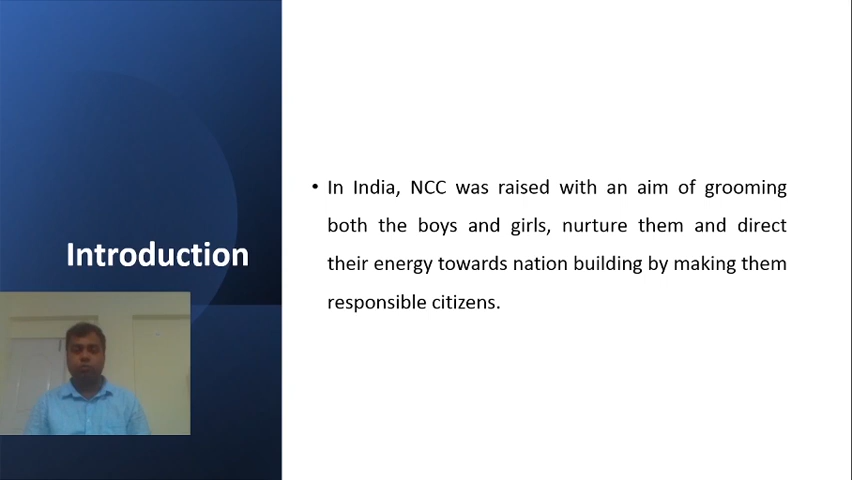 Introduction
• In India, NCC was raised with an aim of grooming
both the boys and girls, nurture them and direct
their energy towards nation building by making them
responsible citizens.